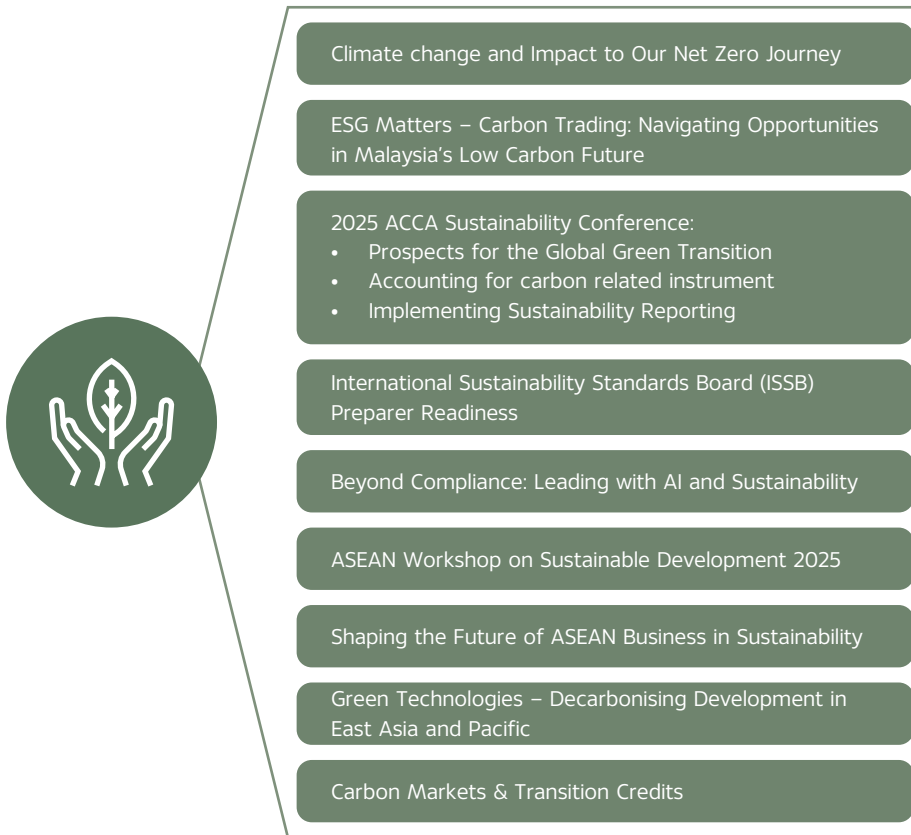 Climate change and Impact to Our Net Zero Journey
ESG Matters – Carbon Trading: Navigating Opportunities
in Malaysia's Low Carbon Future
2025 ACCA Sustainability Conference:
• Prospects for the Global Green Transition
• Accounting for carbon related instrument
• Implementing Sustainability Reporting
International Sustainability Standards Board (ISSB)
Preparer Readiness
Beyond Compliance: Leading with AI and Sustainability
ASEAN Workshop on Sustainable Development 2025
Shaping the Future of ASEAN Business in Sustainability
Green Technologies – Decarbonising Development in
East Asia and Pacific
Carbon Markets & Transition Credits